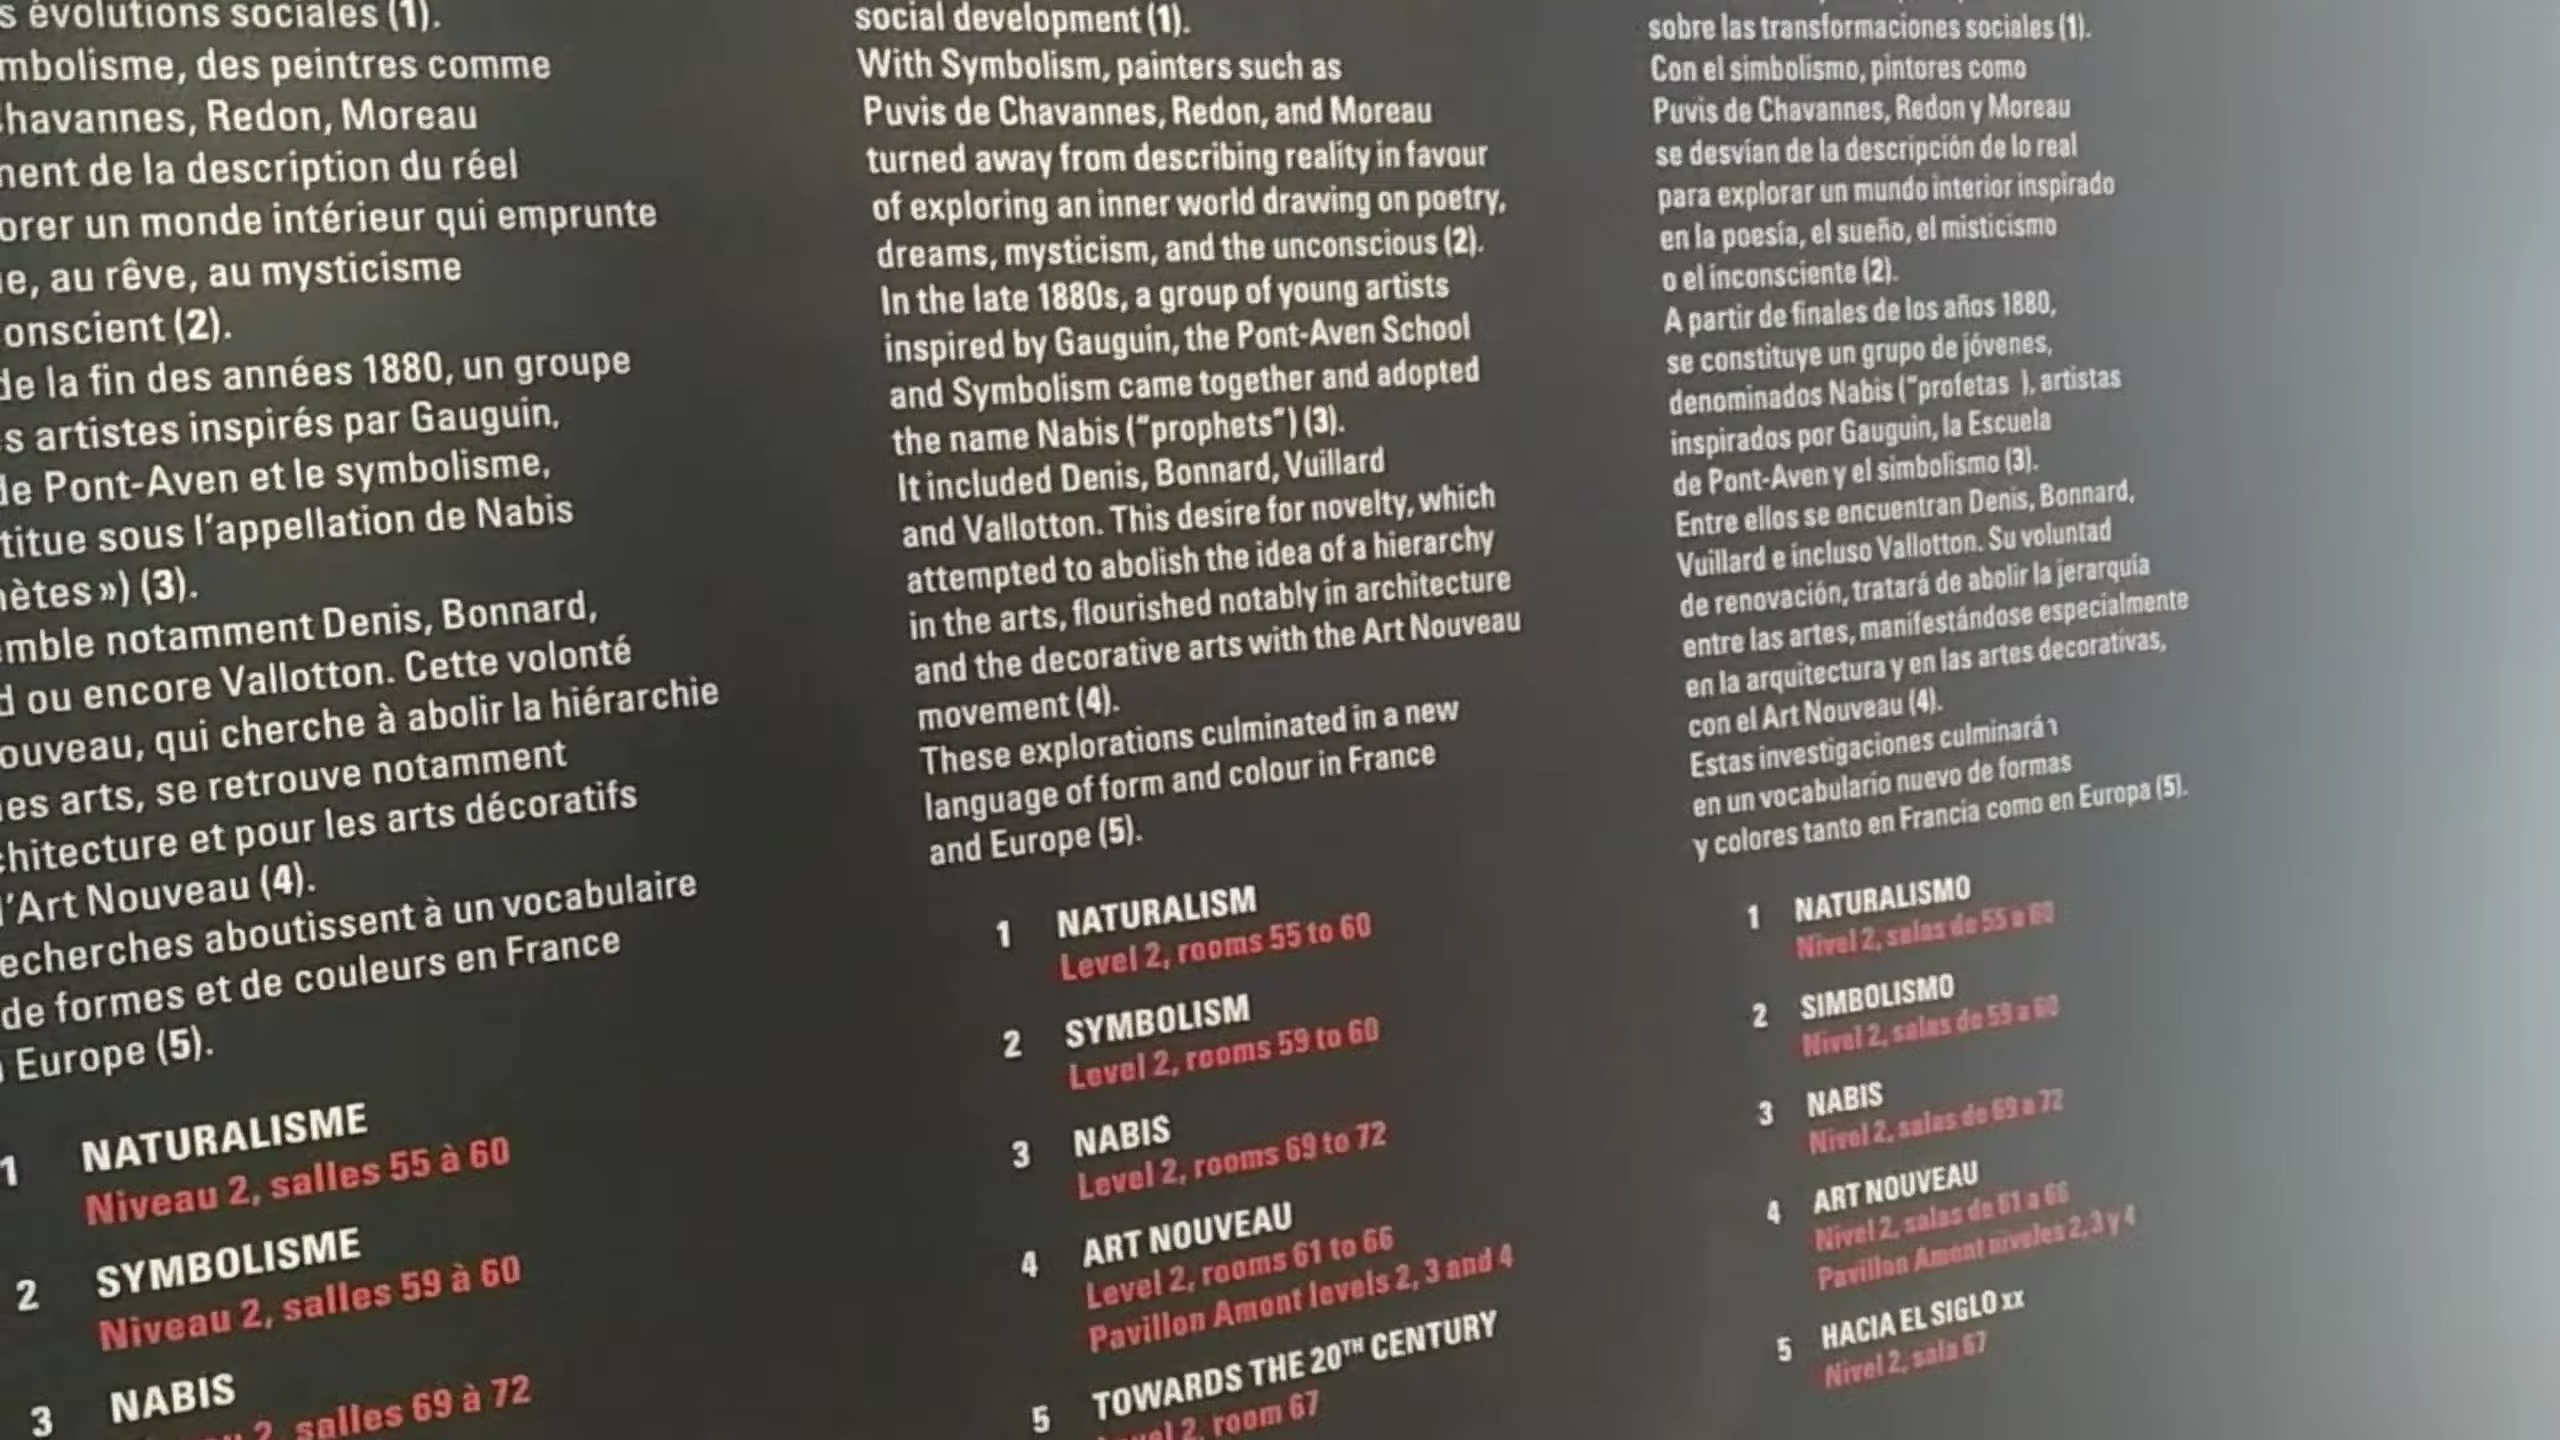 s évolutions sociales (1).
mbolisme, des peintres comme
havannes, Redon, Moreau
nent de la description du réel
orer un monde intérieur qui emprunte
e, au rêve, au mysticisme
onscient (2).
de la fin des années 1880, un groupe
s artistes inspirés par Gauguin,
de Pont-Aven et le symbolisme,
titue sous l'appellation de Nabis
ètes ») (3).
mble notamment Denis, Bonnard,
d ou encore Vallotton. Cette volonté
ouveau, qui cherche à abolir la hiérarchie
es arts, se retrouve notamment
chitecture et pour les arts décoratifs
l'Art Nouveau (4).
echerches aboutissent à un vocabulaire
de formes et de couleurs en France
Europe (5).
1 NATURALISME
Niveau 2, salles 55 à 60
2 SYMBOLISME
Niveau 2, salles 59 à 60
3 NABIS
2, salles 69 à 72
social development (1).
With Symbolism, painters such as
Puvis de Chavannes, Redon, and Moreau
turned away from describing reality in favour
of exploring an inner world drawing on poetry,
dreams, mysticism, and the unconscious (2).
In the late 1880s, a group of young artists
inspired by Gauguin, the Pont-Aven School
and Symbolism came together and adopted
the name Nabis ("prophets") (3).
It included Denis, Bonnard, Vuillard
and Vallotton. This desire for novelty, which
attempted to abolish the idea of a hierarchy
in the arts, flourished notably in architecture
and the decorative arts with the Art Nouveau
movement (4).
These explorations culminated in a new
language of form and colour in France
and Europe (5).
1 NATURALISM
Level 2, rooms 55 to 60
2 SYMBOLISM
Level 2, rooms 59 to 60
3 NABIS
Level 2, rooms 69 to 72
4 ART NOUVEAU
Level 2, rooms 61 to 66
Pavillon Amont levels 2, 3 and 4
5 TOWARDS THE 20TH CENTURY
Level 2, room 67
sobre las transformaciones sociales (1).
Con el simbolismo, pintores como
Puvis de Chavannes, Redon y Moreau
se desvían de la descripción de lo real
para explorar un mundo interior inspirado
en la poesía, el sueño, el misticismo
o el inconsciente (2).
A partir de finales de los años 1880,
se constituye un grupo de jóvenes,
denominados Nabis ("profetas ), artistas
inspirados por Gauguin, la Escuela
de Pont-Aven y el simbolismo (3).
Entre ellos se encuentran Denis, Bonnard,
Vuillard e incluso Vallotton. Su voluntad
de renovación, tratará de abolir la jerarquía
entre las artes, manifestándose especialmente
en la arquitectura y en las artes decorativas,
con el Art Nouveau (4).
Estas investigaciones culminarán
en un vocabulario nuevo de formas
y colores tanto en Francia como en Europa (5).
1 NATURALISMO
Nivel 2, salas de 55 a 60
2 SIMBOLISMO
Nivel 2, salas de 59 a 60
3 NABIS
Nivel 2, salas de 69 a 72
4 ART NOUVEAU
Nivel 2, salas de 61 a 66
Pavillon Amont niveles 2, 3 y 4
5 HACIA EL SIGLO XX
Nivel 2, sala 67